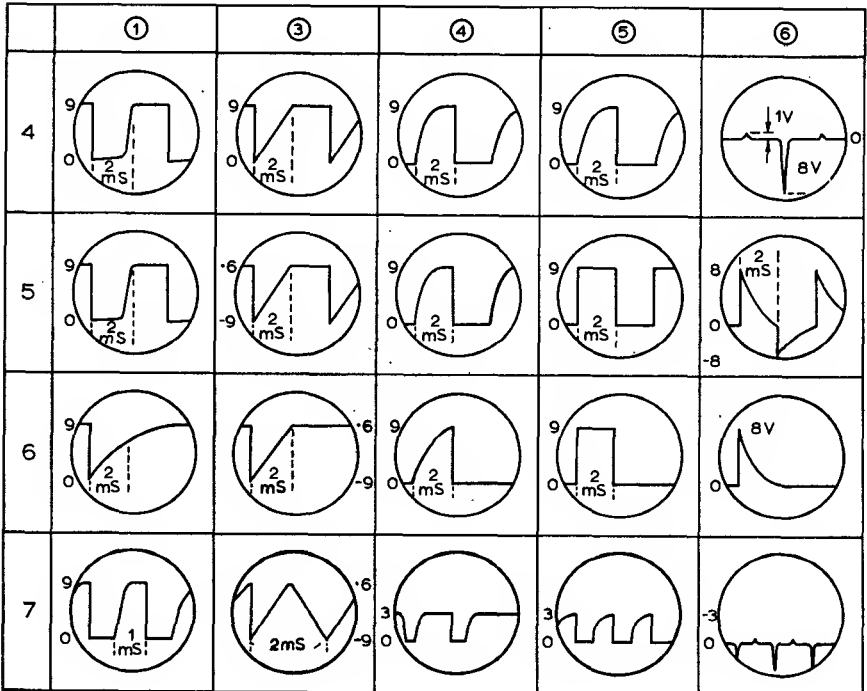 ① ③ ④ ⑤ ⑥
4
9 0 2 mS
9 0 2 mS
9 0 2 mS
9 0 2 mS
1V 0 8V
5
9 0 2 mS
·6 -9 2 mS
9 0 2 mS
9 0 2 mS
8 0 -8 2 mS
6
9 0 2 mS
·6 -9 2 mS
9 0 2 mS
9 0 2 mS
8V 0
7
9 0 1 mS
·6 -9 2mS
3 0
3 0
-3 0